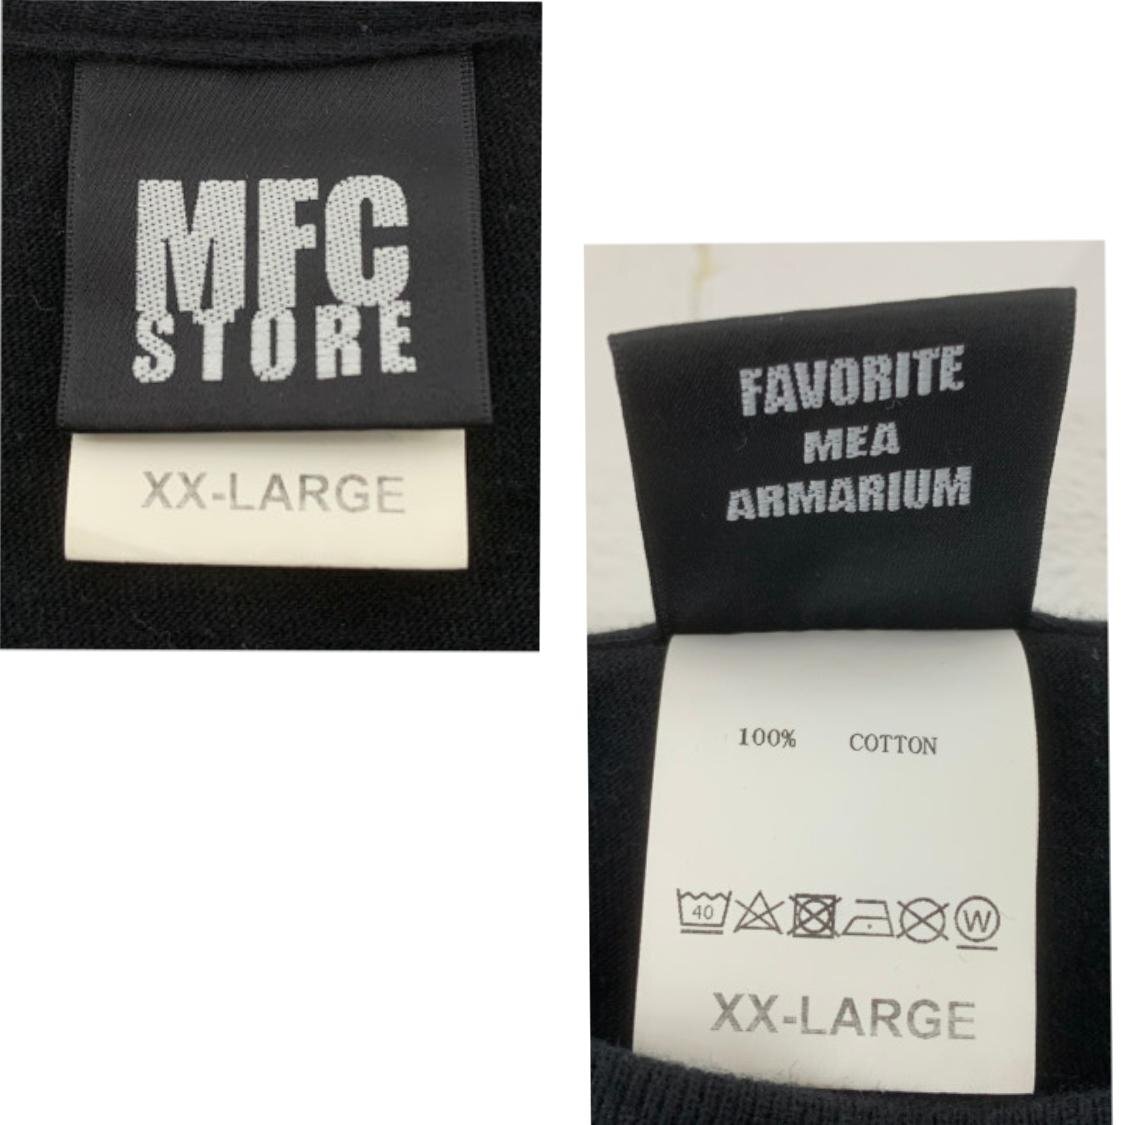 MFC
STORE
XX-LARGE
FAVORITE
MEA
ARMARIUM
100% COTTON
40 W
XX-LARGE